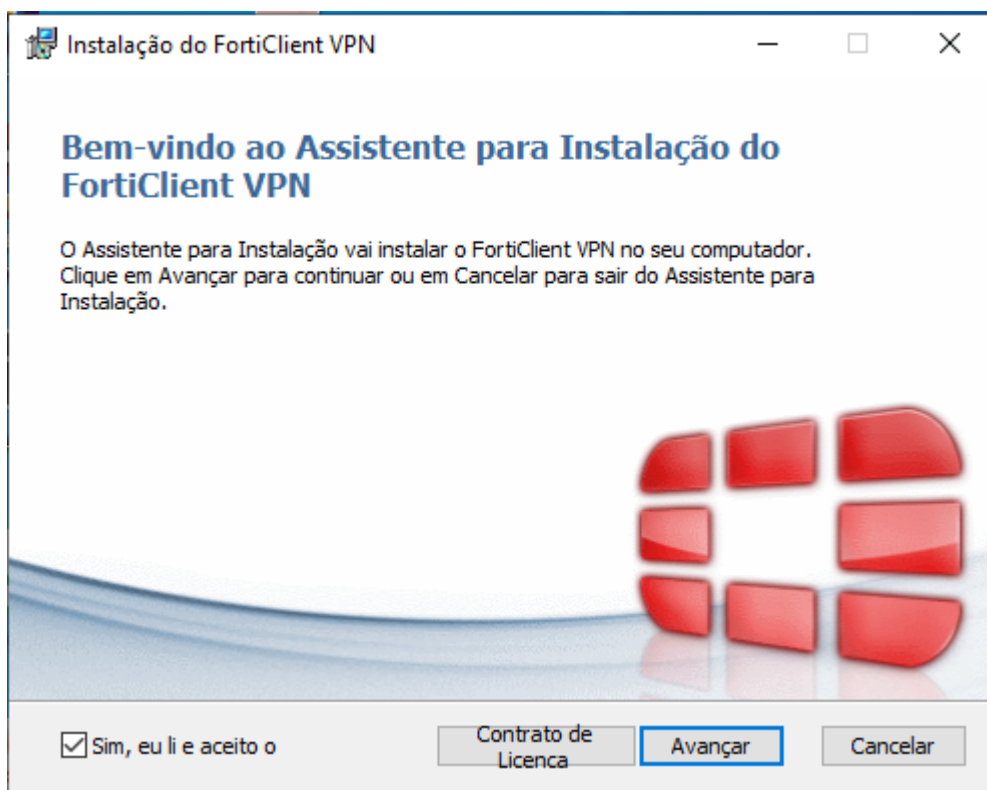 Instalação do FortiClient VPN
Bem-vindo ao Assistente para Instalação do
FortiClient VPN
O Assistente para Instalação vai instalar o FortiClient VPN no seu computador.
Clique em Avançar para continuar ou em Cancelar para sair do Assistente para
Instalação.
Sim, eu li e aceito o
Contrato de
Licenca
Avançar
Cancelar